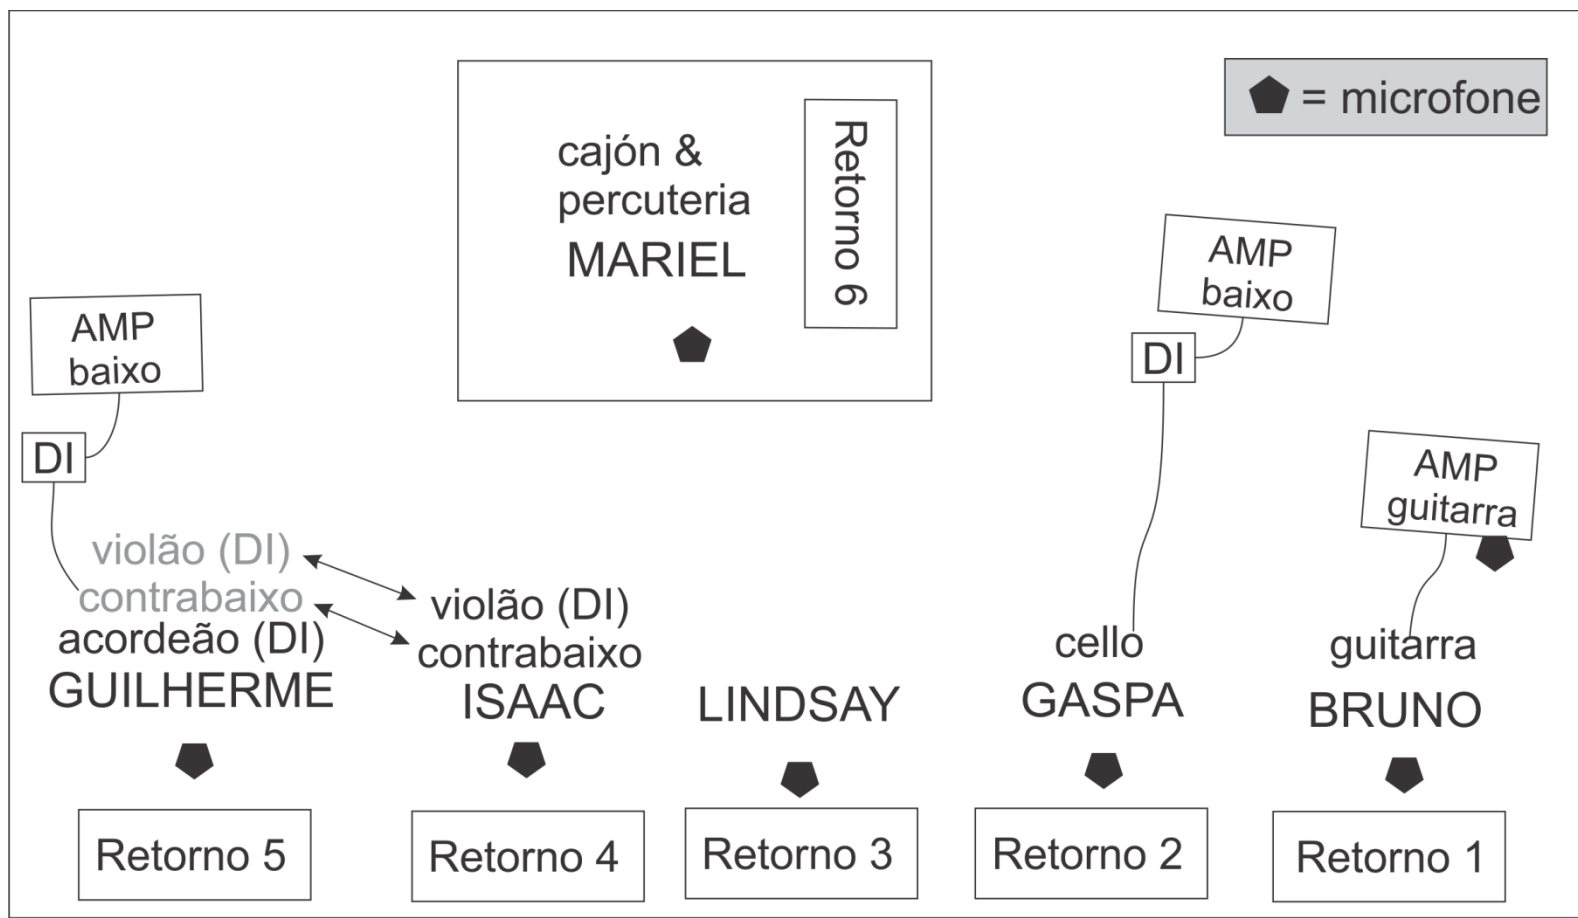 = microfone
cajón &
percuteria
MARIEL
Retorno 6
AMP
baixo
DI
AMP
baixo
DI
AMP
guitarra
violão (DI)
contrabaixo
acordeão (DI)
GUILHERME
violão (DI)
contrabaixo
ISAAC
LINDSAY
cello
GASPA
guitarra
BRUNO
Retorno 5
Retorno 4
Retorno 3
Retorno 2
Retorno 1